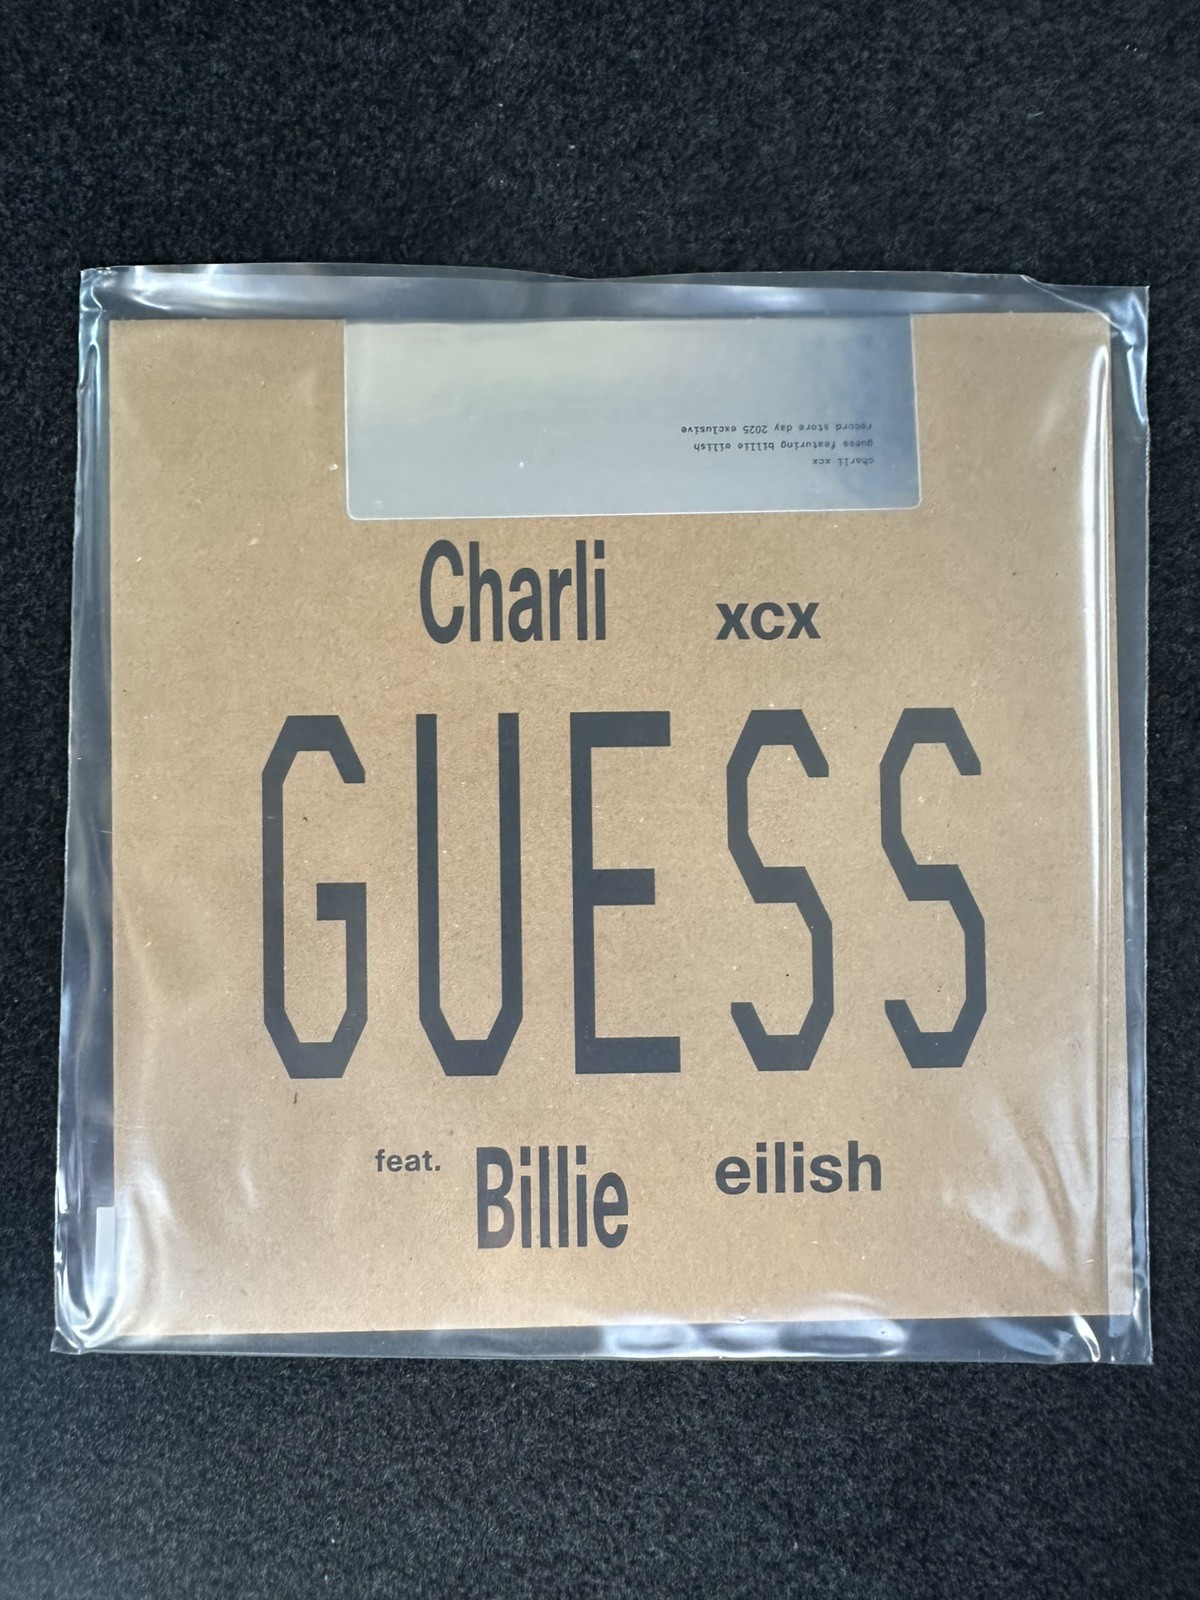 charli xcx
guess featuring billie eilish
record store day 2025 exclusive
Charli xcx
GUESS
feat. Billie eilish